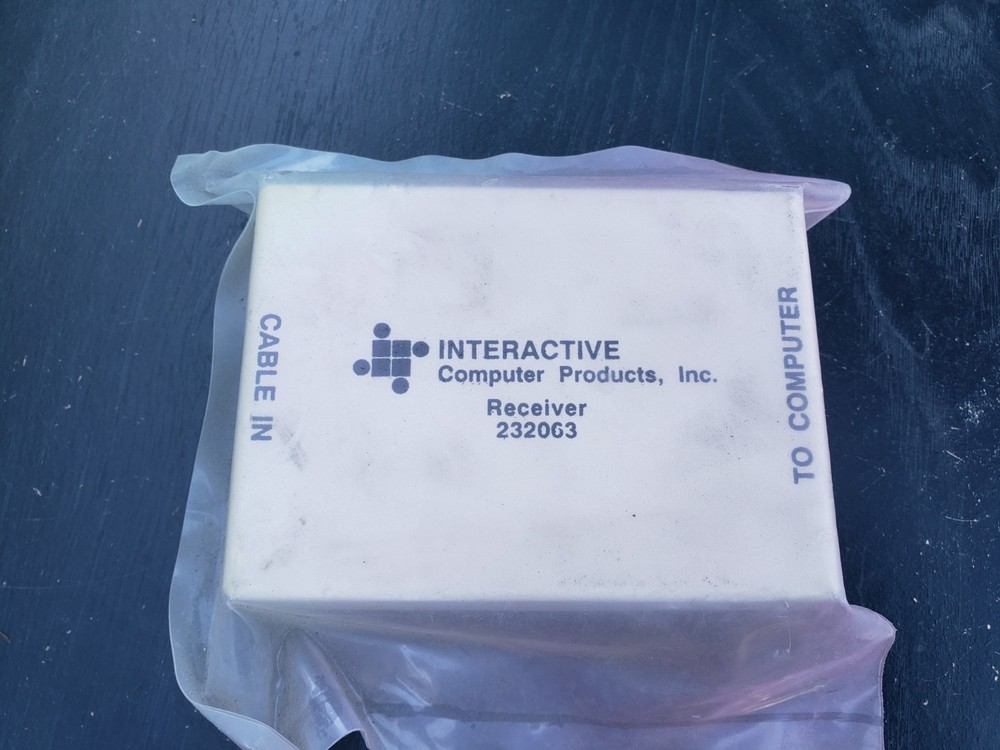 CABLE IN
INTERACTIVE
Computer Products, Inc.
Receiver
232063
TO COMPUTER